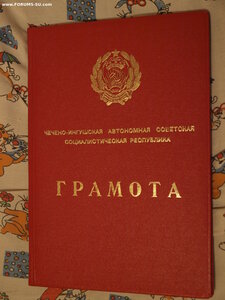 www.FORUMS-SU.com
ЧЕЧЕНО-ИНГУШСКАЯ АВТОНОМНАЯ СОВЕТСКАЯ
СОЦИАЛИСТИЧЕСКАЯ РЕСПУБЛИКА
ГРАМОТА